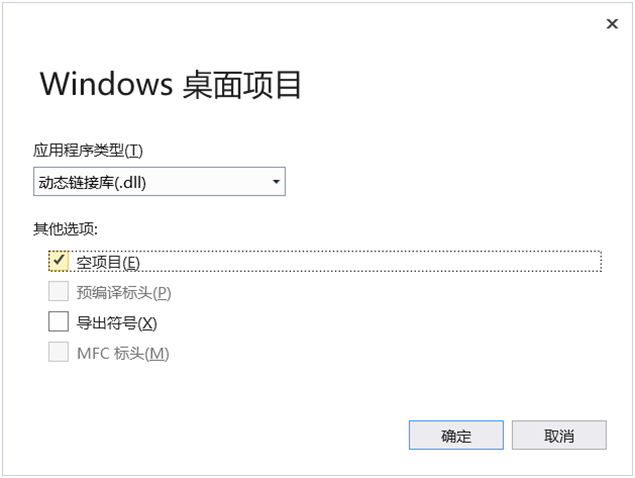 Windows 桌面项目
应用程序类型(T)
动态链接库(.dll)
其他选项:
空项目(E)
预编译标头(P)
导出符号(X)
MFC 标头(M)
确定 取消